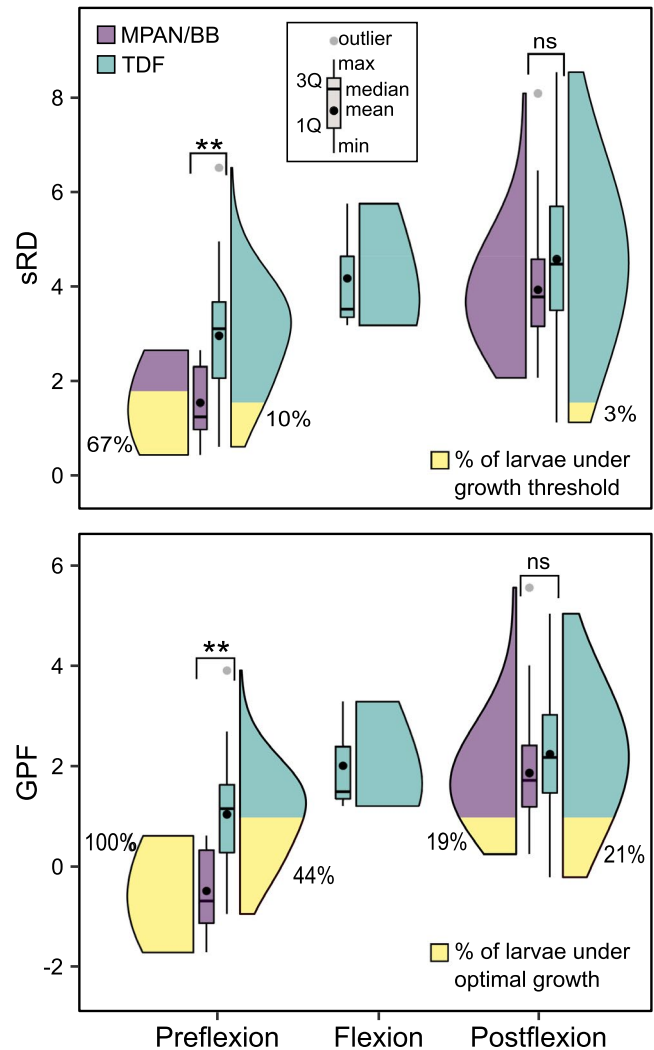 MPAN/BB
TDF
outlier
max
3Q
median
mean
1Q
min
ns
**
8
6
4
2
0
sRD
67%
10%
3%
% of larvae under
growth threshold
6
4
2
0
-2
GPF
ns
**
100%
44%
19%
21%
% of larvae under
optimal growth
Preflexion
Flexion
Postflexion